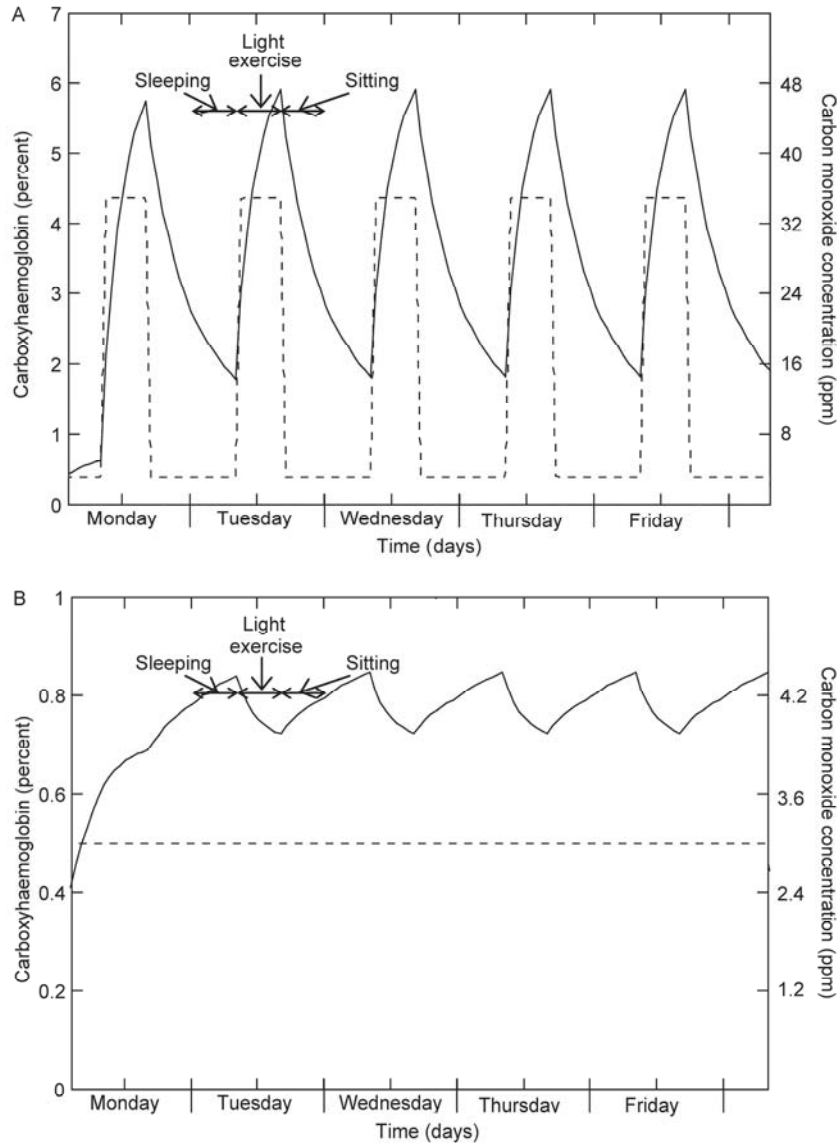 A
Light
exercise
Sleeping
Sitting
7
6
5
4
3
2
1
0
Carboxyhaemoglobin (percent)
48
40
32
24
16
8
Carbon monoxide concentration (ppm)
Monday Tuesday Wednesday Thursday Friday
Time (days)
B
Light
exercise
Sleeping
Sitting
1
0.8
0.6
0.4
0.2
0
Carboxyhaemoglobin (percent)
4.2
3.6
2.4
1.2
Carbon monoxide concentration (ppm)
Monday Tuesday Wednesday Thursday Friday
Time (days)